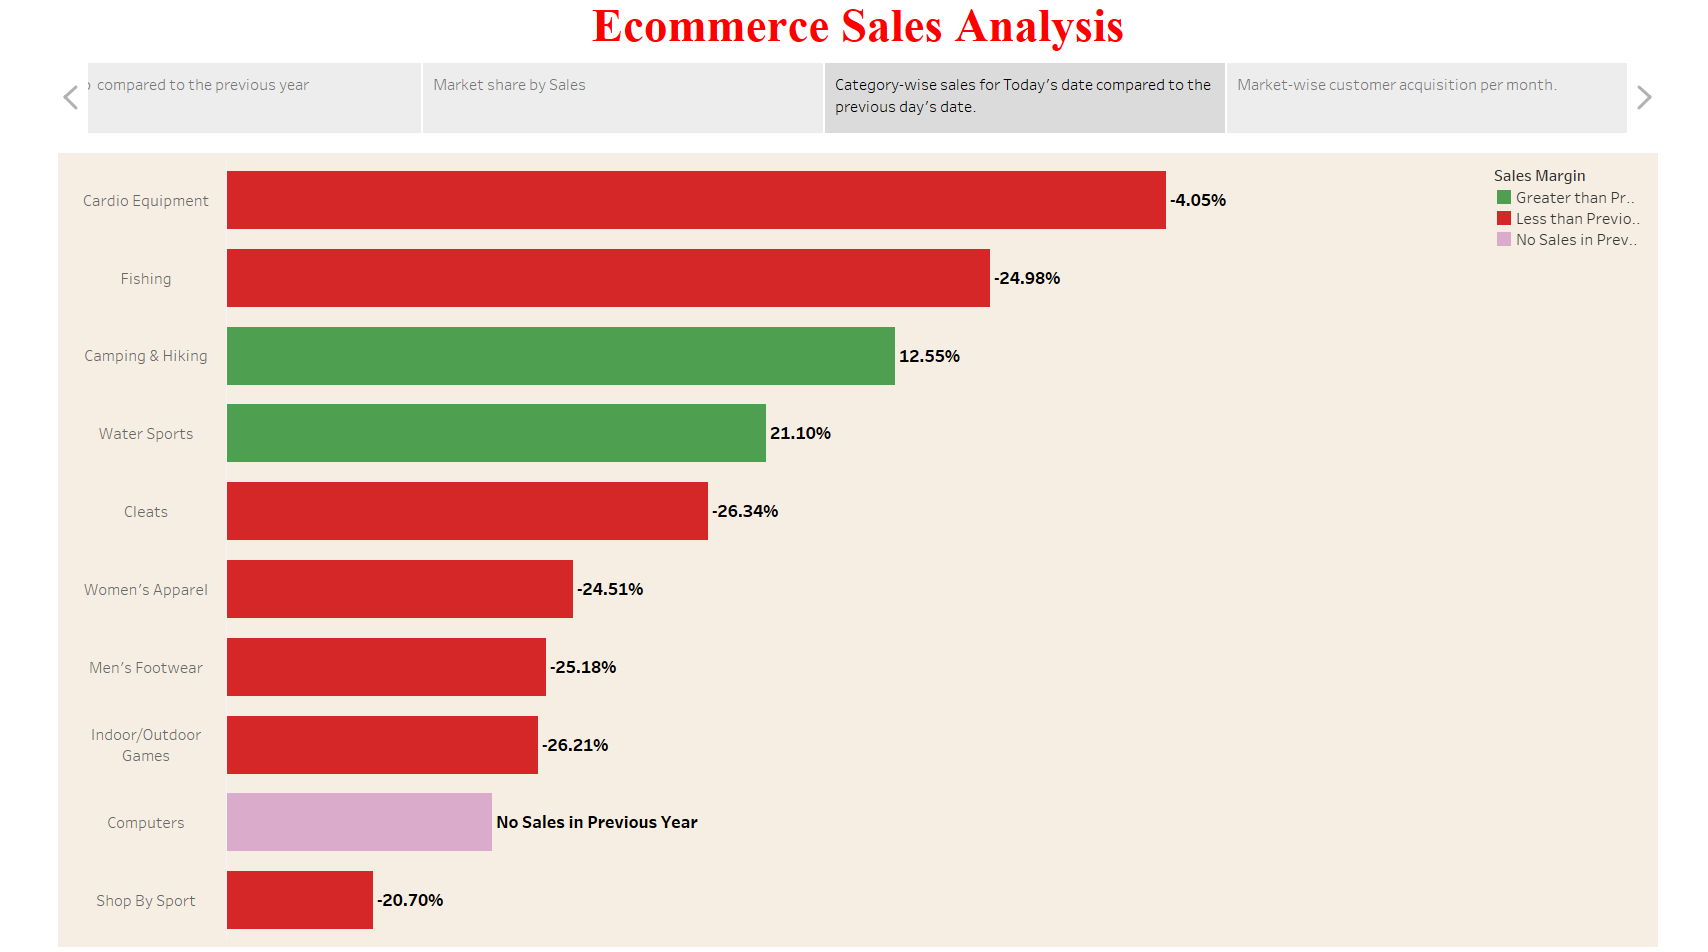 Ecommerce Sales Analysis
compared to the previous year
Market share by Sales
Category-wise sales for Today's date compared to the
previous day's date.
Market-wise customer acquisition per month.
Sales Margin
Greater than Pr..
Less than Previo..
No Sales in Prev..
Cardio Equipment
-4.05%
Fishing
-24.98%
Camping & Hiking
12.55%
Water Sports
21.10%
Cleats
-26.34%
Women's Apparel
-24.51%
Men's Footwear
-25.18%
Indoor/Outdoor
Games
-26.21%
Computers
No Sales in Previous Year
Shop By Sport
-20.70%